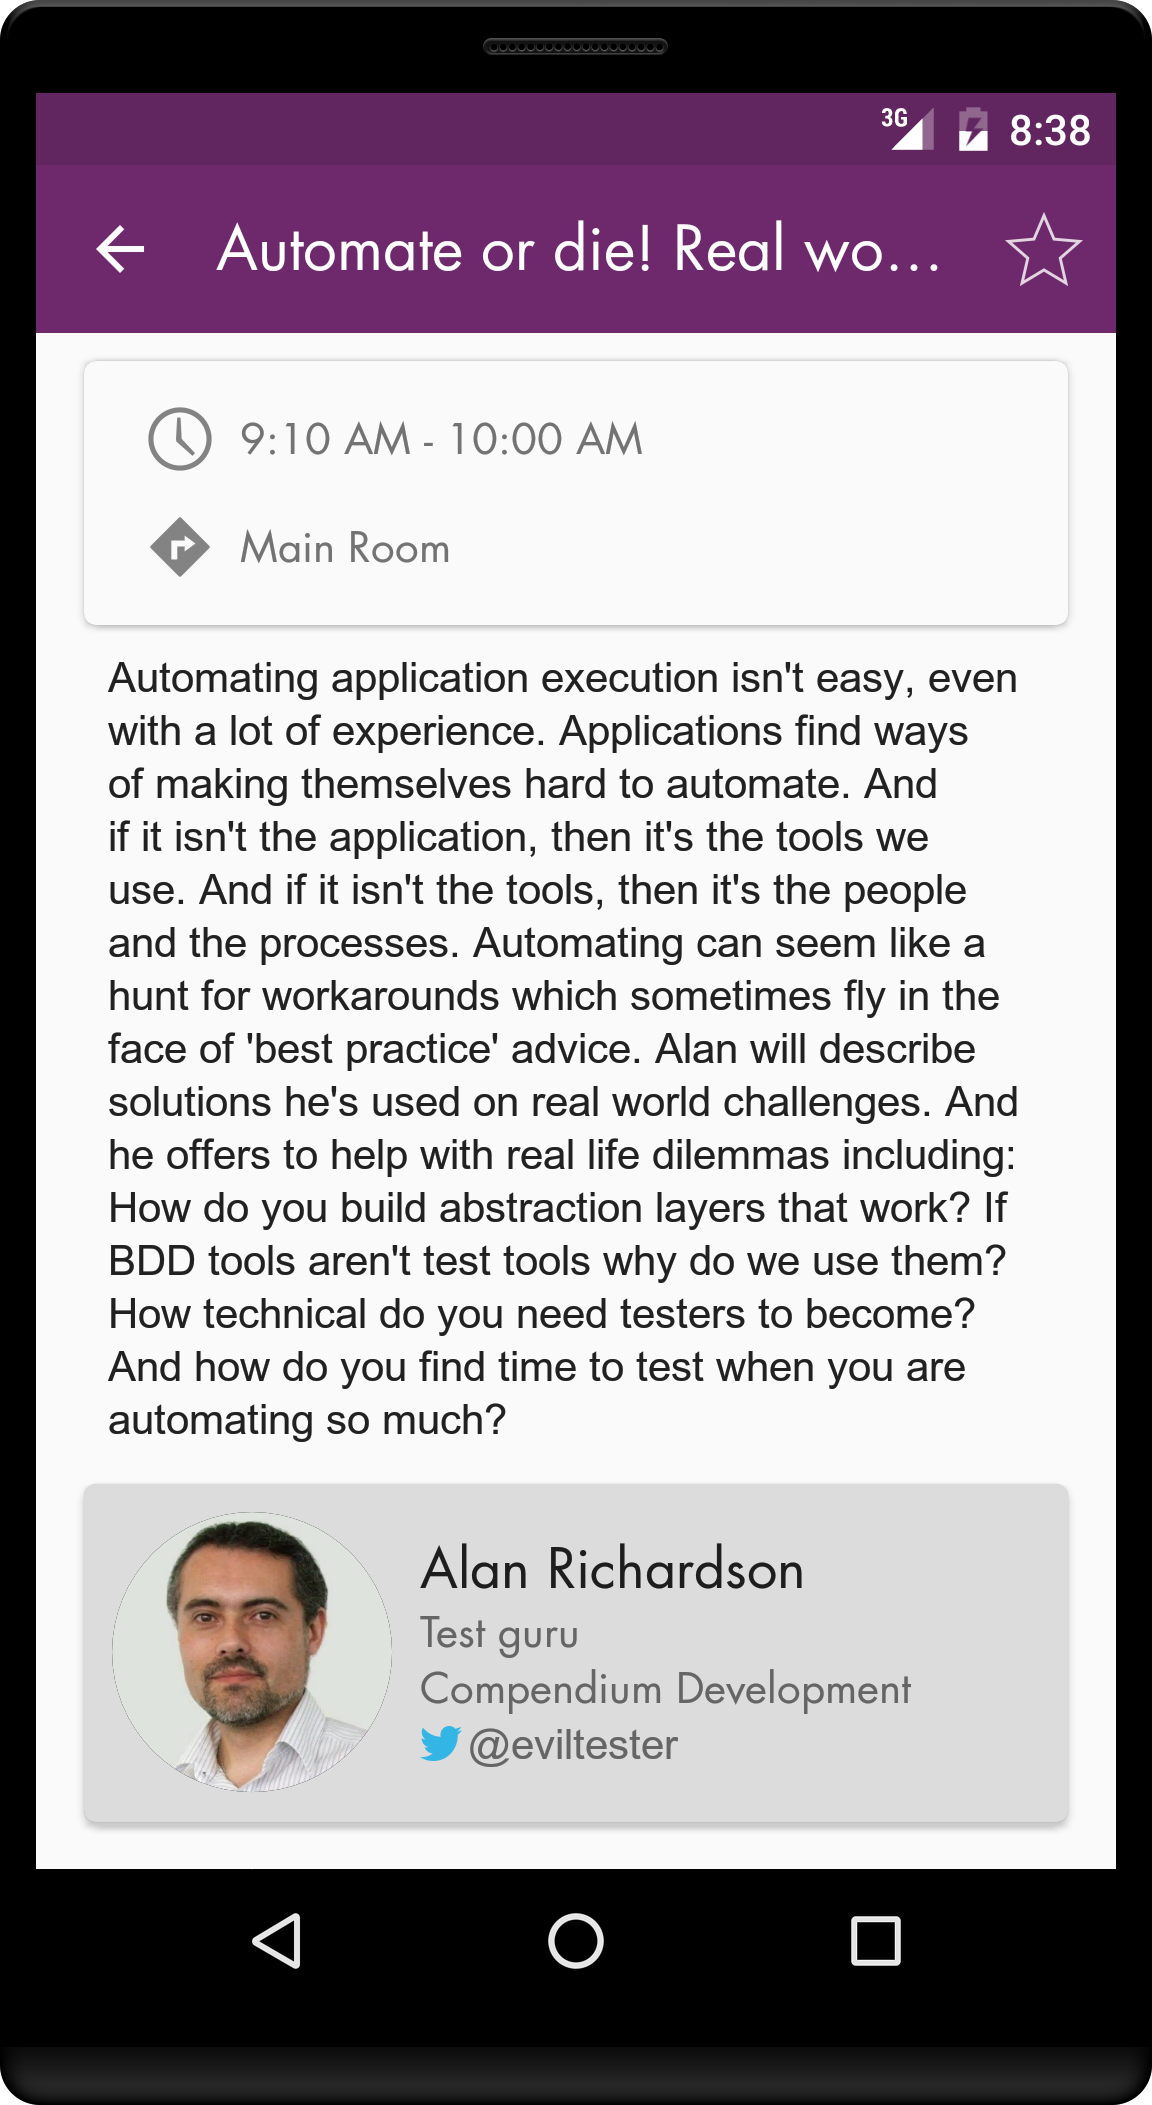 3G 8:38
Automate or die! Real wo...
9:10 AM - 10:00 AM
Main Room
Automating application execution isn't easy, even
with a lot of experience. Applications find ways
of making themselves hard to automate. And
if it isn't the application, then it's the tools we
use. And if it isn't the tools, then it's the people
and the processes. Automating can seem like a
hunt for workarounds which sometimes fly in the
face of 'best practice' advice. Alan will describe
solutions he's used on real world challenges. And
he offers to help with real life dilemmas including:
How do you build abstraction layers that work? If
BDD tools aren't test tools why do we use them?
How technical do you need testers to become?
And how do you find time to test when you are
automating so much?
Alan Richardson
Test guru
Compendium Development
@eviltester